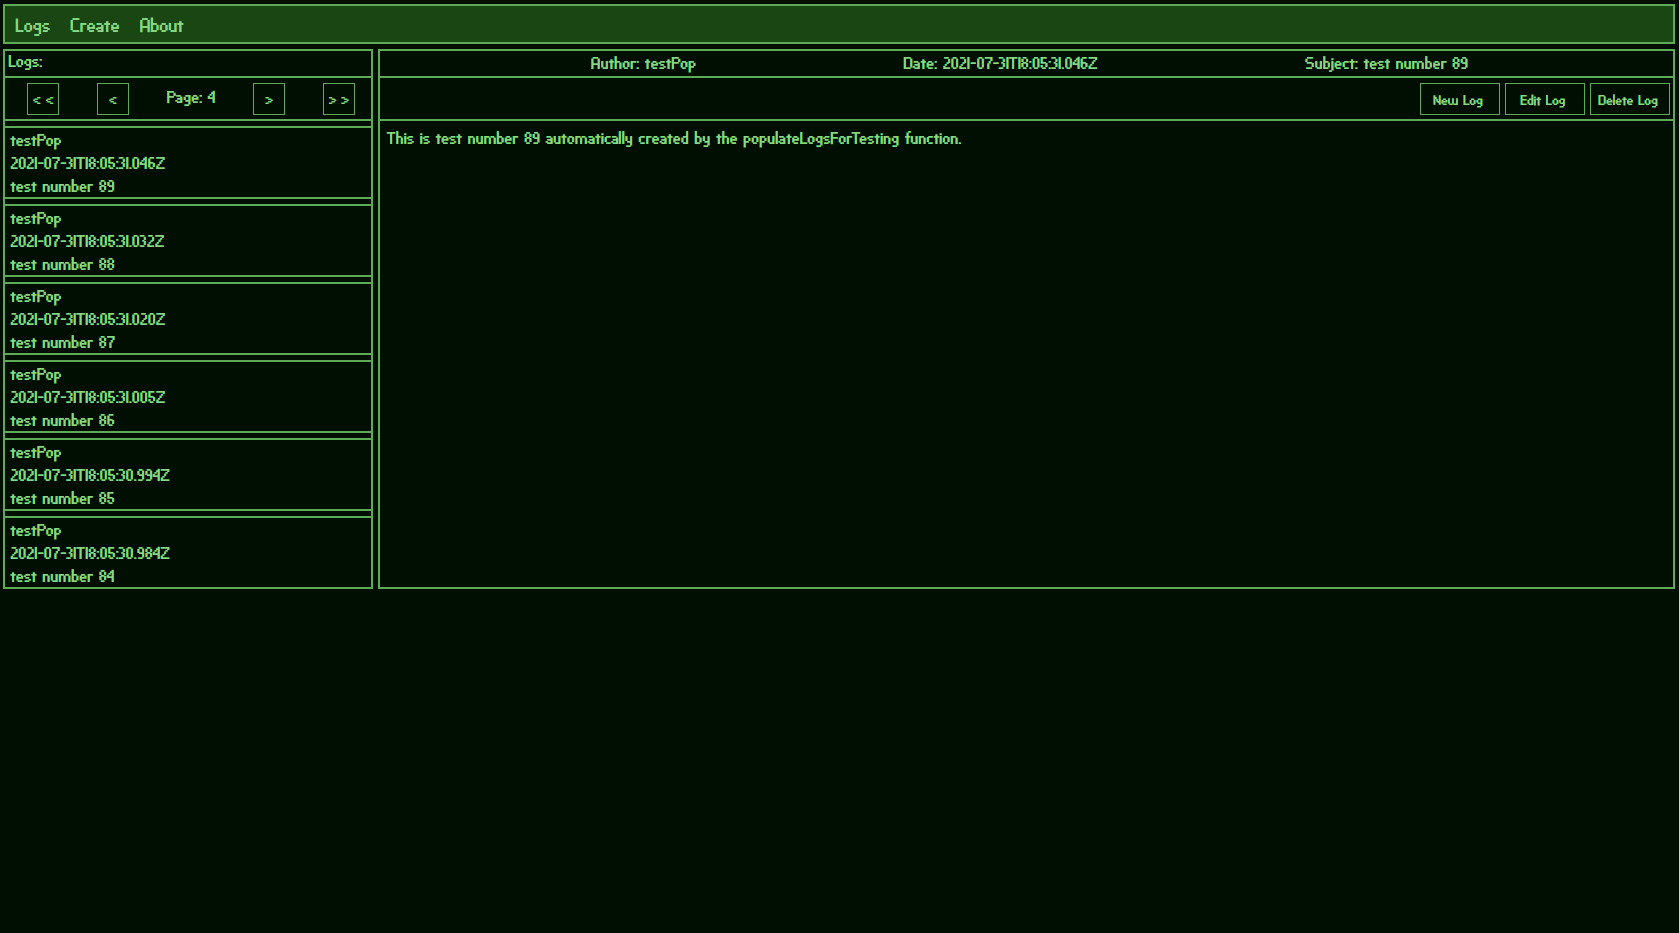 Logs Create About
Logs:
<< < Page: 4 > >>
testPop
2021-07-31T18:05:31.046Z
test number 89
testPop
2021-07-31T18:05:31.032Z
test number 88
testPop
2021-07-31T18:05:31.020Z
test number 87
testPop
2021-07-31T18:05:31.005Z
test number 86
testPop
2021-07-31T18:05:30.994Z
test number 85
testPop
2021-07-31T18:05:30.984Z
test number 84
Author: testPop Date: 2021-07-31T18:05:31.046Z Subject: test number 89
New Log Edit Log Delete Log
This is test number 89 automatically created by the populateLogsForTesting function.